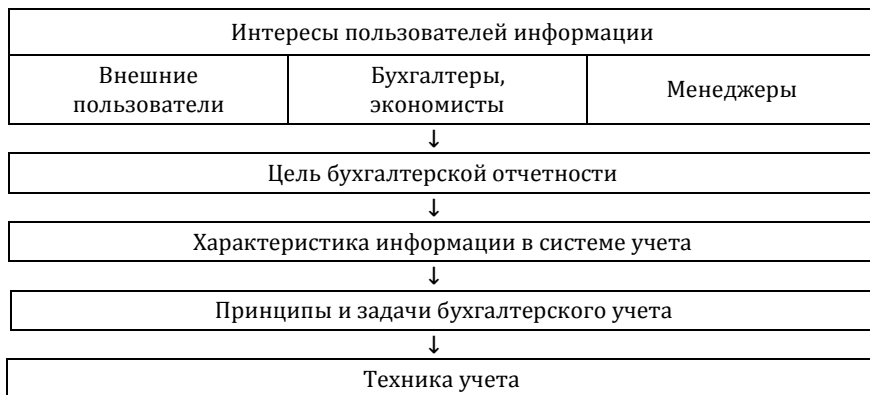 Интересы пользователей информации
Внешние
пользователи
Бухгалтеры,
экономисты
Менеджеры
↓
Цель бухгалтерской отчетности
↓
Характеристика информации в системе учета
↓
Принципы и задачи бухгалтерского учета
↓
Техника учета